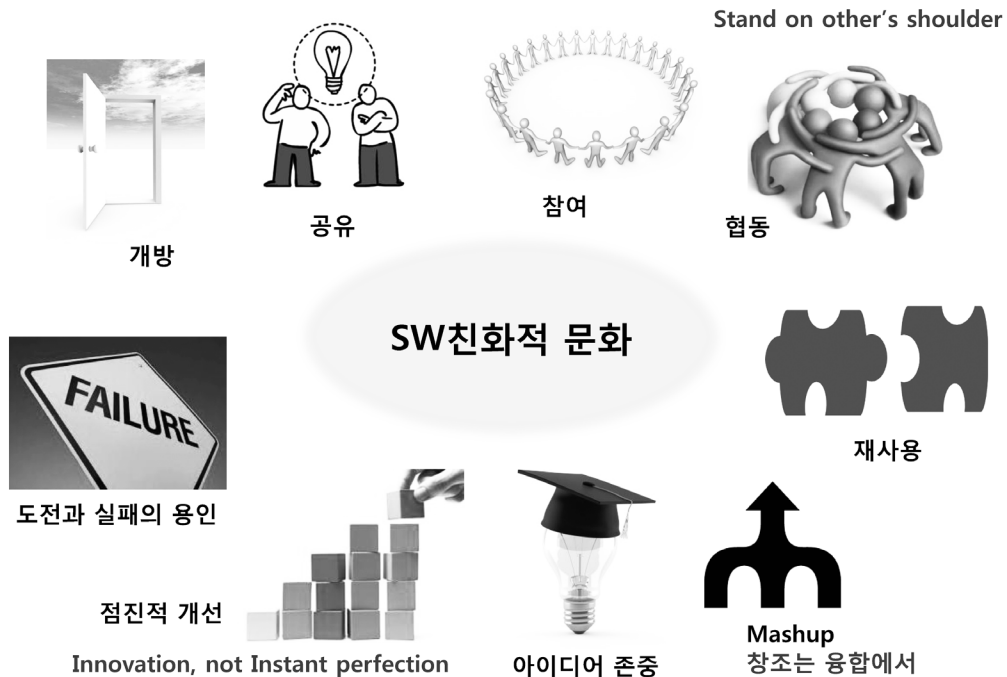 Stand on other's shoulder
개방
공유
참여
협동
SW친화적 문화
FAILURE
도전과 실패의 용인
재사용
점진적 개선
Innovation, not Instant perfection
아이디어 존중
Mashup
창조는 융합에서